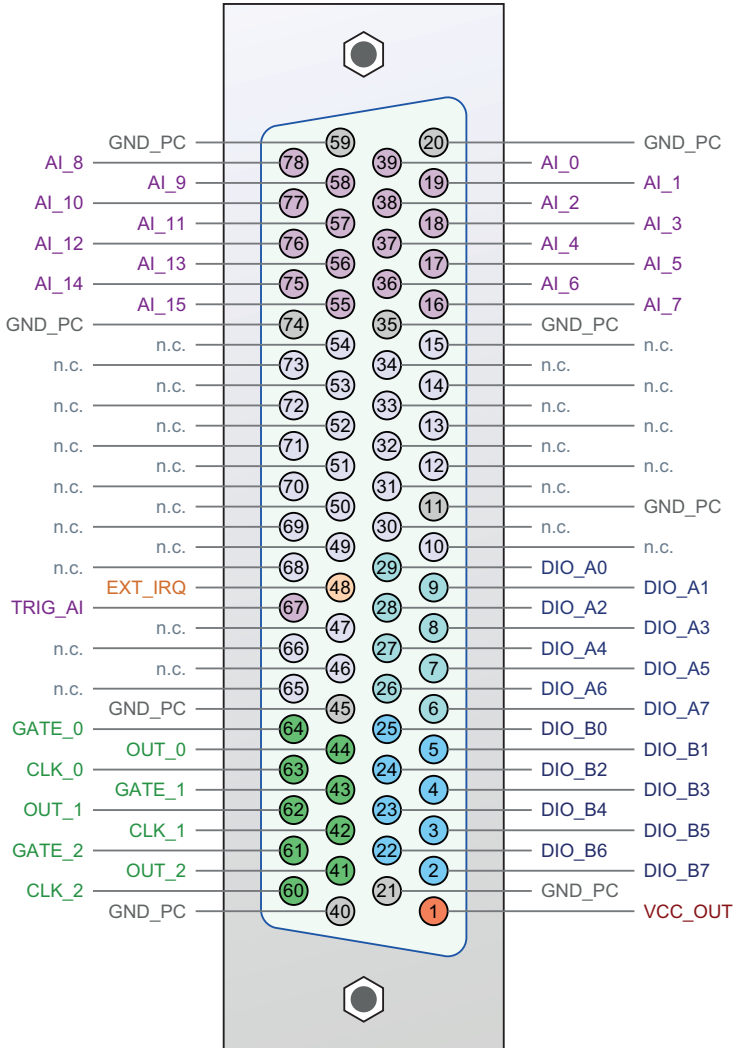 GND_PC 59 20 GND_PC
AI_8 78 39 AI_0
AI_9 58 19 AI_1
AI_10 77 38 AI_2
AI_11 57 18 AI_3
AI_12 76 37 AI_4
AI_13 56 17 AI_5
AI_14 75 36 AI_6
AI_15 55 16 AI_7
GND_PC 74 35 GND_PC
n.c. 54 15 n.c.
n.c. 73 34 n.c.
n.c. 53 14 n.c.
n.c. 72 33 n.c.
n.c. 52 13 n.c.
n.c. 71 32 n.c.
n.c. 51 12 n.c.
n.c. 70 31 n.c.
n.c. 50 11 GND_PC
n.c. 69 30 n.c.
n.c. 49 10 n.c.
n.c. 68 29 DIO_A0
EXT_IRQ 48 9 DIO_A1
TRIG_AI 67 28 DIO_A2
n.c. 47 8 DIO_A3
n.c. 66 27 DIO_A4
n.c. 46 7 DIO_A5
n.c. 65 26 DIO_A6
GND_PC 45 6 DIO_A7
GATE_0 64 25 DIO_B0
OUT_0 44 5 DIO_B1
CLK_0 63 24 DIO_B2
GATE_1 43 4 DIO_B3
OUT_1 62 23 DIO_B4
CLK_1 42 3 DIO_B5
GATE_2 61 22 DIO_B6
OUT_2 41 2 DIO_B7
CLK_2 60 21 GND_PC
GND_PC 40 1 VCC_OUT